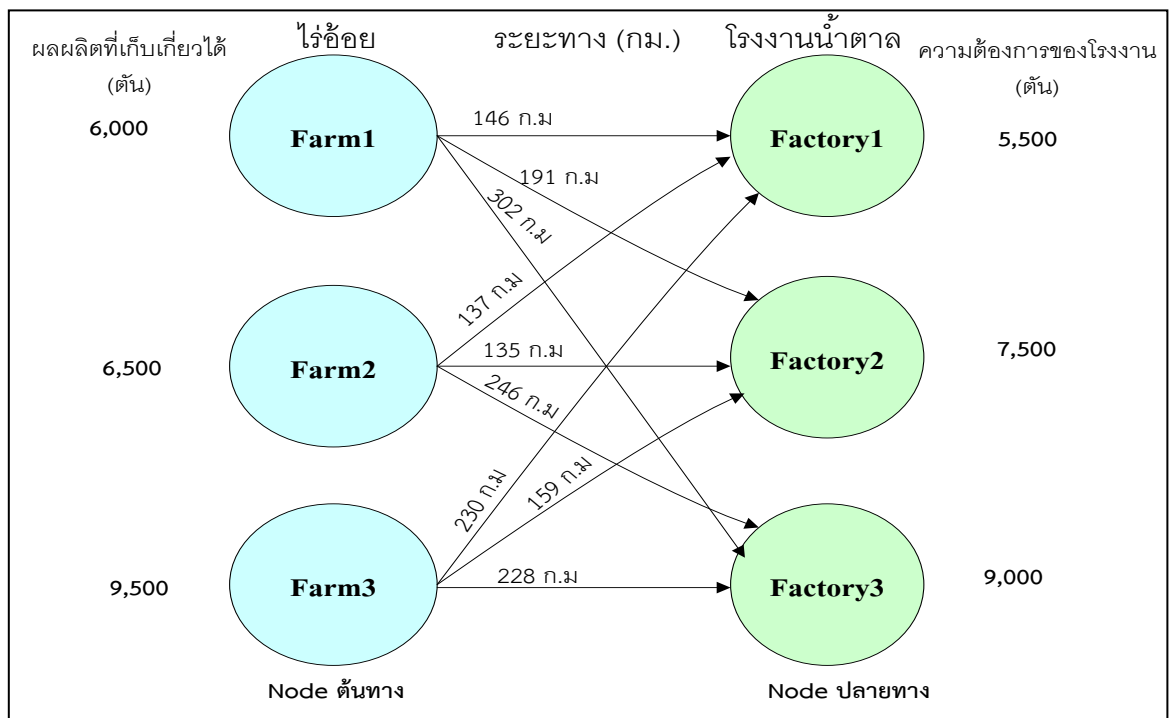 ไร่อ้อย ระยะทาง (กม.) โรงงานน้ำตาล
ผลผลิตที่เก็บเกี่ยวได้
(ตัน)
ความต้องการของโรงงาน
(ตัน)
6,000
Farm1
146 ก.ม
Factory1
5,500
191 ก.ม
302 ก.ม
137 ก.ม
6,500
Farm2
135 ก.ม
Factory2
7,500
246 ก.ม
159 ก.ม
230 ก.ม
9,500
Farm3
228 ก.ม
Factory3
9,000
Node ต้นทาง
Node ปลายทาง